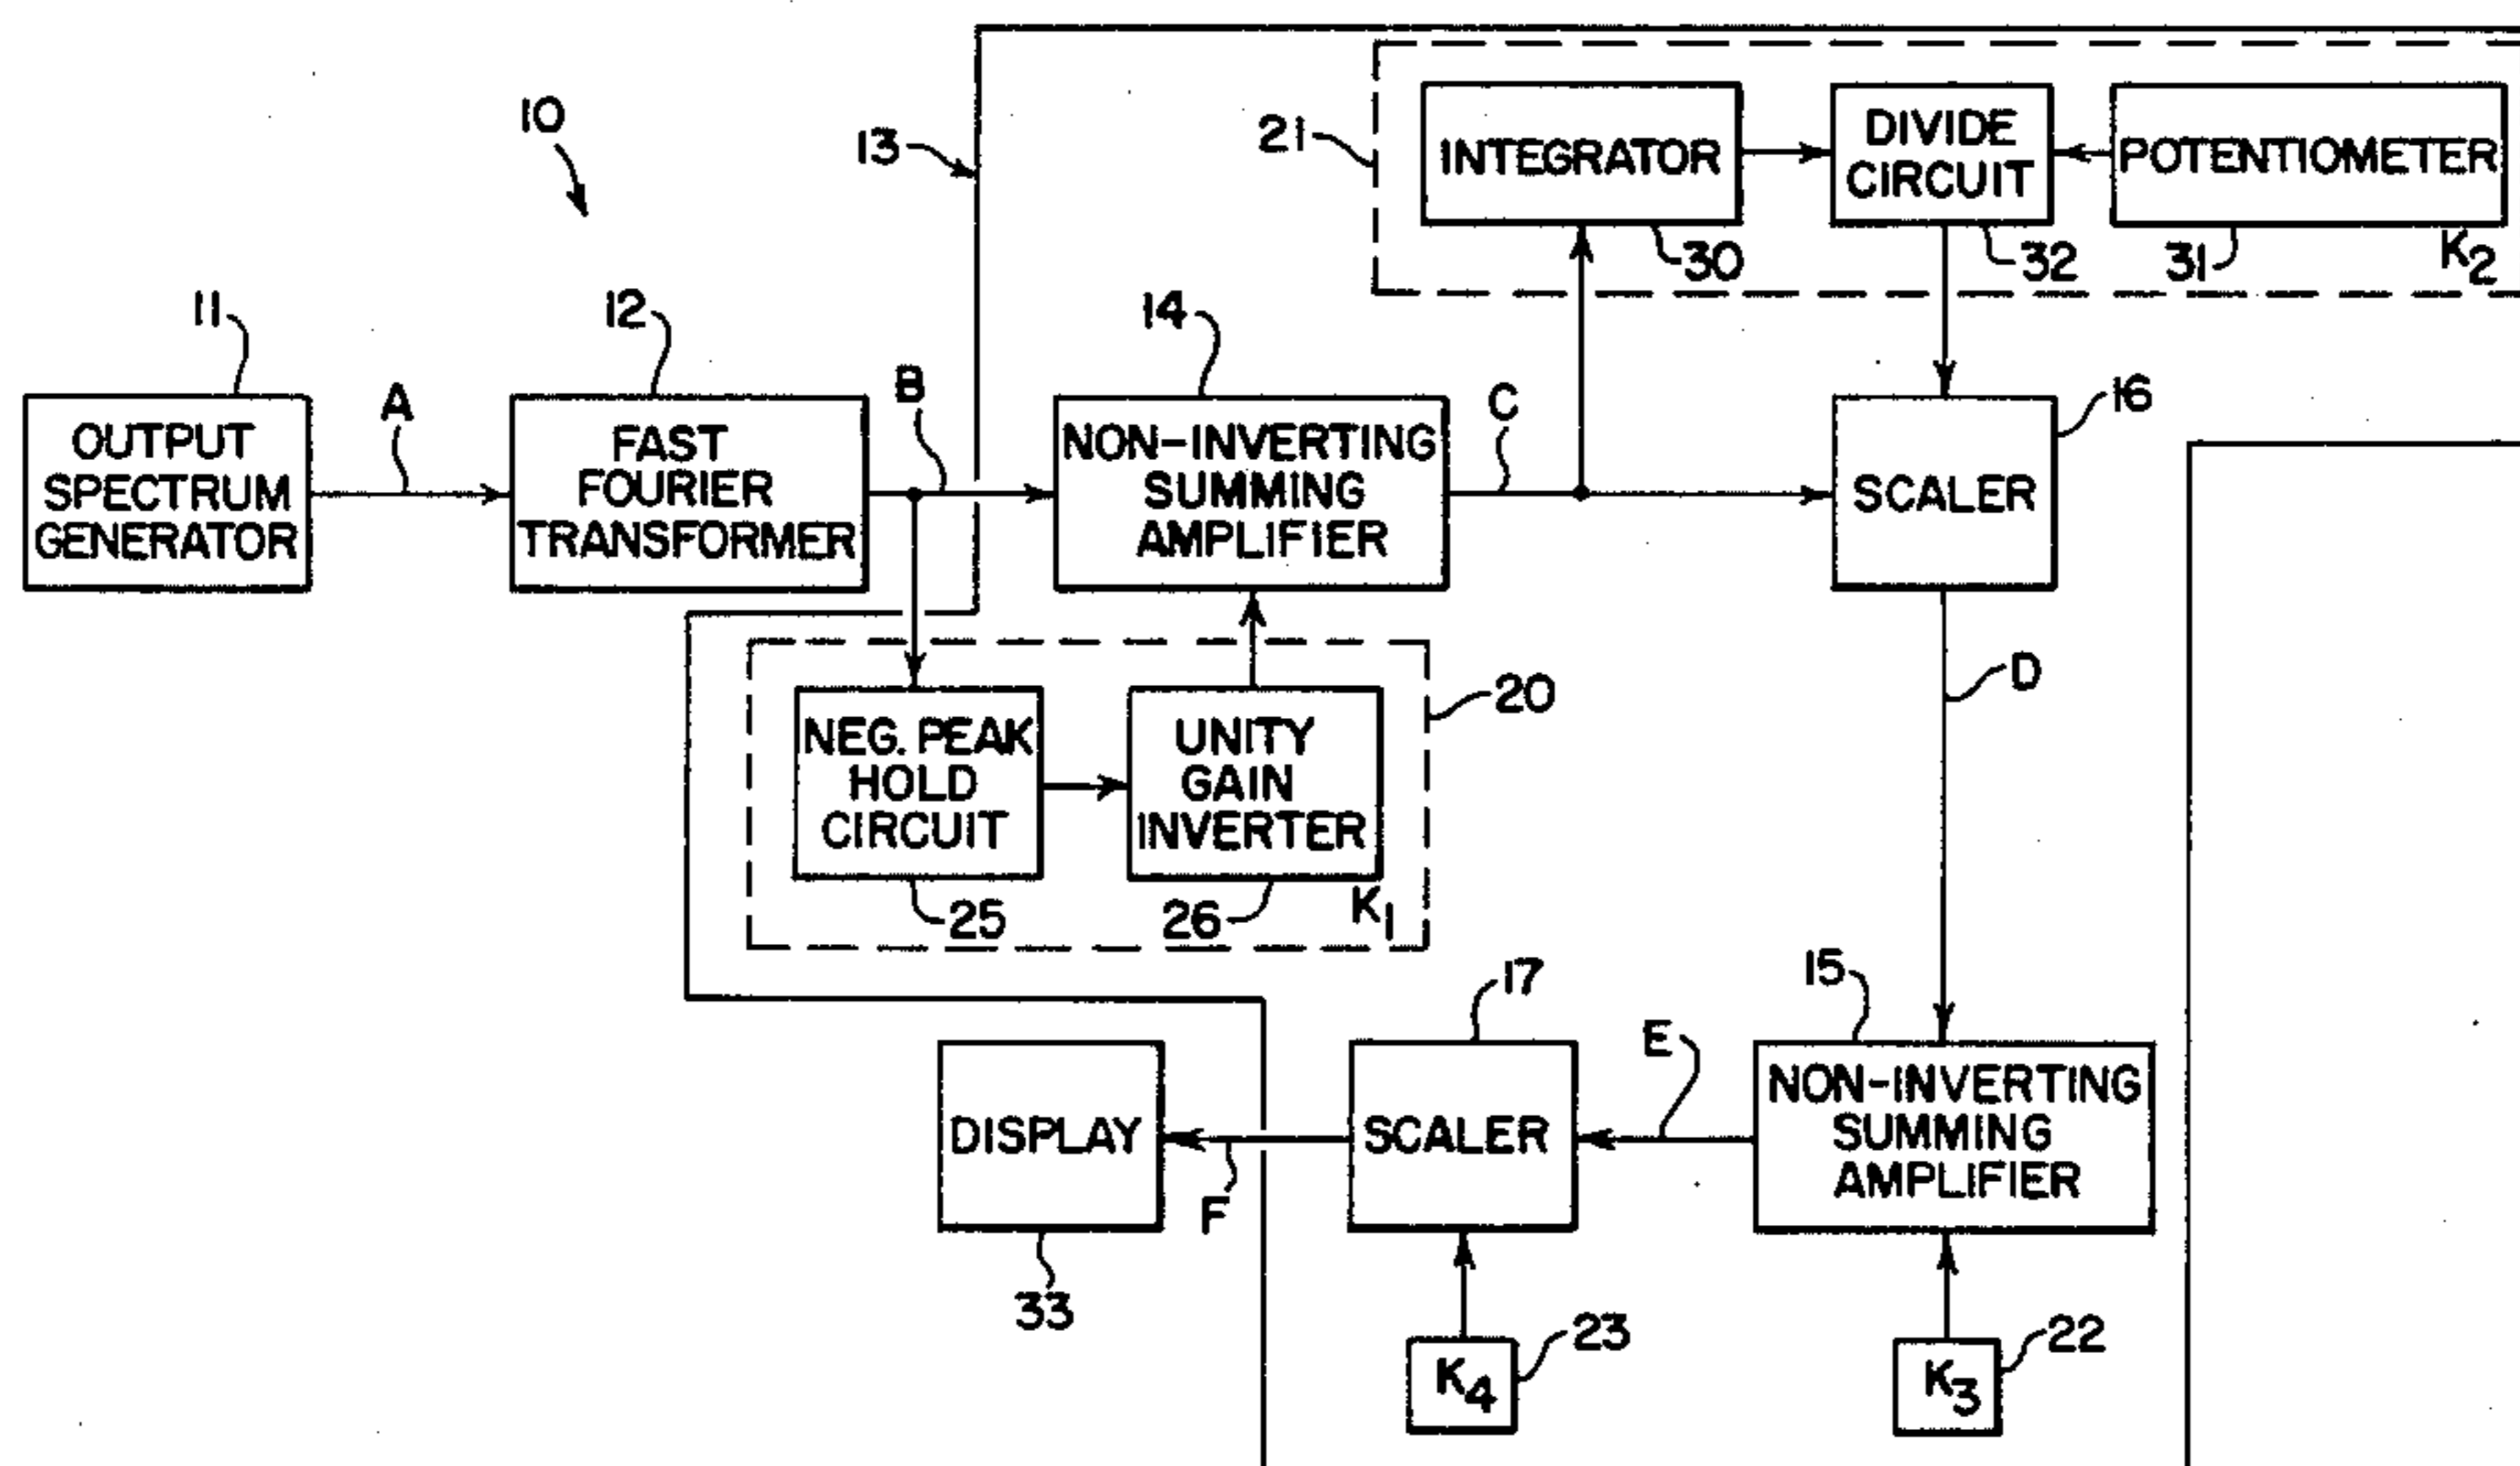 10
13
21
INTEGRATOR
30
DIVIDE
CIRCUIT
32
POTENTIOMETER
31
K2
11
OUTPUT
SPECTRUM
GENERATOR
A
12
FAST
FOURIER
TRANSFORMER
B
14
NON-INVERTING
SUMMING
AMPLIFIER
C
16
SCALER
D
20
NEG. PEAK
HOLD
CIRCUIT
25
UNITY
GAIN
INVERTER
26
K1
15
NON-INVERTING
SUMMING
AMPLIFIER
E
17
SCALER
F
DISPLAY
33
K4
23
K3
22